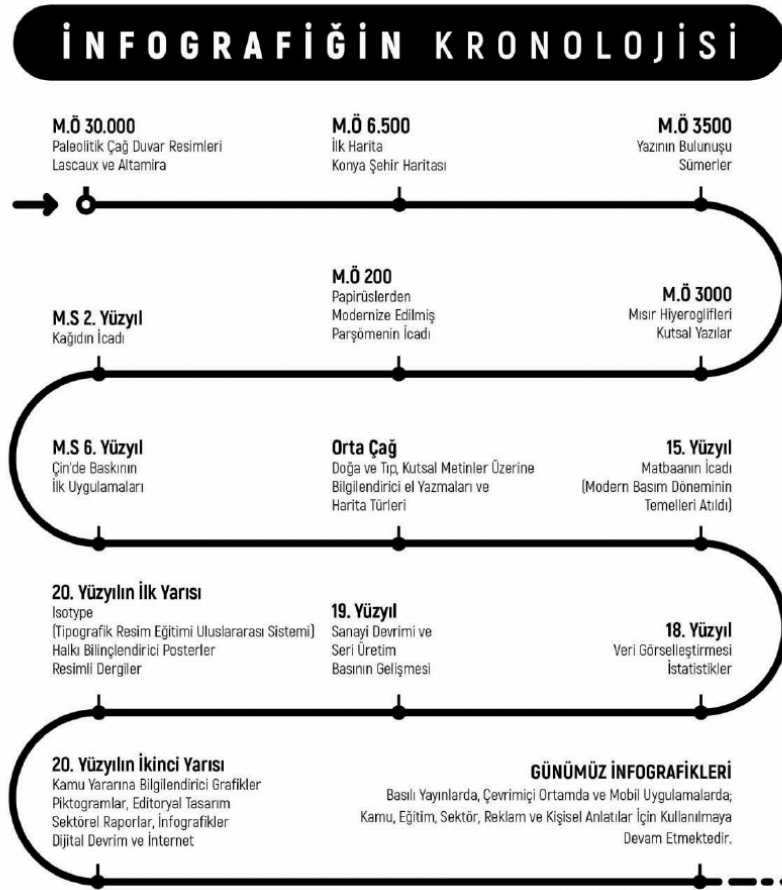 İNFOGRAFİĞİN KRONOLOJİSİ
M.Ö 30.000
Paleolitik Çağ Duvar Resimleri
Lascaux ve Altamira
M.Ö 6.500
İlk Harita
Konya Şehir Haritası
M.Ö 3500
Yazının Bulunuşu
Sümerler
M.Ö 3000
Mısır Hiyeroglifleri
Kutsal Yazılar
M.Ö 200
Papirüslerden
Modernize Edilmiş
Parşömenin İcadı
M.S 2. Yüzyıl
Kağıdın İcadı
M.S 6. Yüzyıl
Çin'de Baskının
İlk Uygulamaları
Orta Çağ
Doğa ve Tıp, Kutsal Metinler Üzerine
Bilgilendirici el Yazmaları ve
Harita Türleri
15. Yüzyıl
Matbaanın İcadı
(Modern Basım Döneminin
Temelleri Atıldı)
18. Yüzyıl
Veri Görselleştirmesi
İstatistikler
19. Yüzyıl
Sanayi Devrimi ve
Seri Üretim
Basının Gelişmesi
20. Yüzyılın İlk Yarısı
Isotype
(Tipografik Resim Eğitimi Uluslararası Sistemi)
Halkı Bilinçlendirici Posterler
Resimli Dergiler
20. Yüzyılın İkinci Yarısı
Kamu Yararına Bilgilendirici Grafikler
Piktogramlar, Editoryal Tasarım
Sektörel Raporlar, İnfografikler
Dijital Devrim ve İnternet
GÜNÜMÜZ İNFOGRAFİKLERİ
Basılı Yayınlarda, Çevrimiçi Ortamda ve Mobil Uygulamalarda;
Kamu, Eğitim, Sektör, Reklam ve Kişisel Anlatılar İçin Kullanılmaya
Devam Etmektedir.